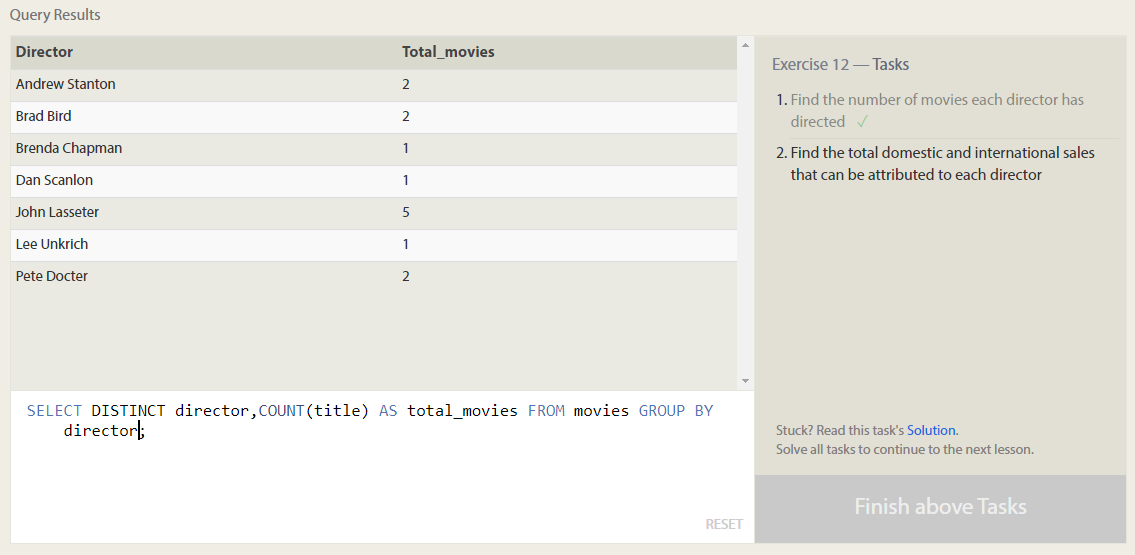 Query Results
Director Total_movies
Andrew Stanton 2
Brad Bird 2
Brenda Chapman 1
Dan Scanlon 1
John Lasseter 5
Lee Unkrich 1
Pete Docter 2
SELECT DISTINCT director,COUNT(title) AS total_movies FROM movies GROUP BY
director;
RESET
Exercise 12 — Tasks
1. Find the number of movies each director has
directed ✓
2. Find the total domestic and international sales
that can be attributed to each director
Stuck? Read this task's Solution.
Solve all tasks to continue to the next lesson.
Finish above Tasks